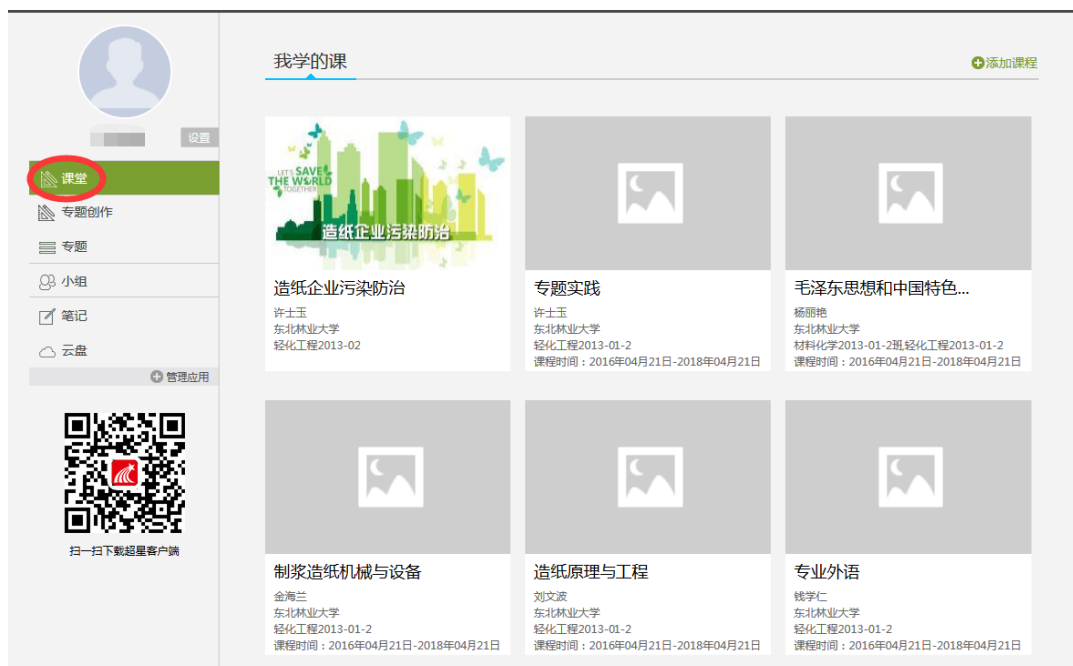 设置
课堂
专题创作
专题
小组
笔记
云盘
管理应用
扫一扫下载超星客户端
我学的课
添加课程
LET'S SAVE
THE WORLD
TOGETHER
造纸企业污染防治
造纸企业污染防治
许士玉
东北林业大学
轻化工程2013-02
专题实践
许士玉
东北林业大学
轻化工程2013-01-2
课程时间：2016年04月21日-2018年04月21日
毛泽东思想和中国特色...
杨丽艳
东北林业大学
材料化学2013-01-2班,轻化工程2013-01-2
课程时间：2016年04月21日-2018年04月21日
制浆造纸机械与设备
金海兰
东北林业大学
轻化工程2013-01-2
课程时间：2016年04月21日-2018年04月21日
造纸原理与工程
刘文波
东北林业大学
轻化工程2013-01-2
课程时间：2016年04月21日-2018年04月21日
专业外语
钱学仁
东北林业大学
轻化工程2013-01-2
课程时间：2016年04月21日-2018年04月21日